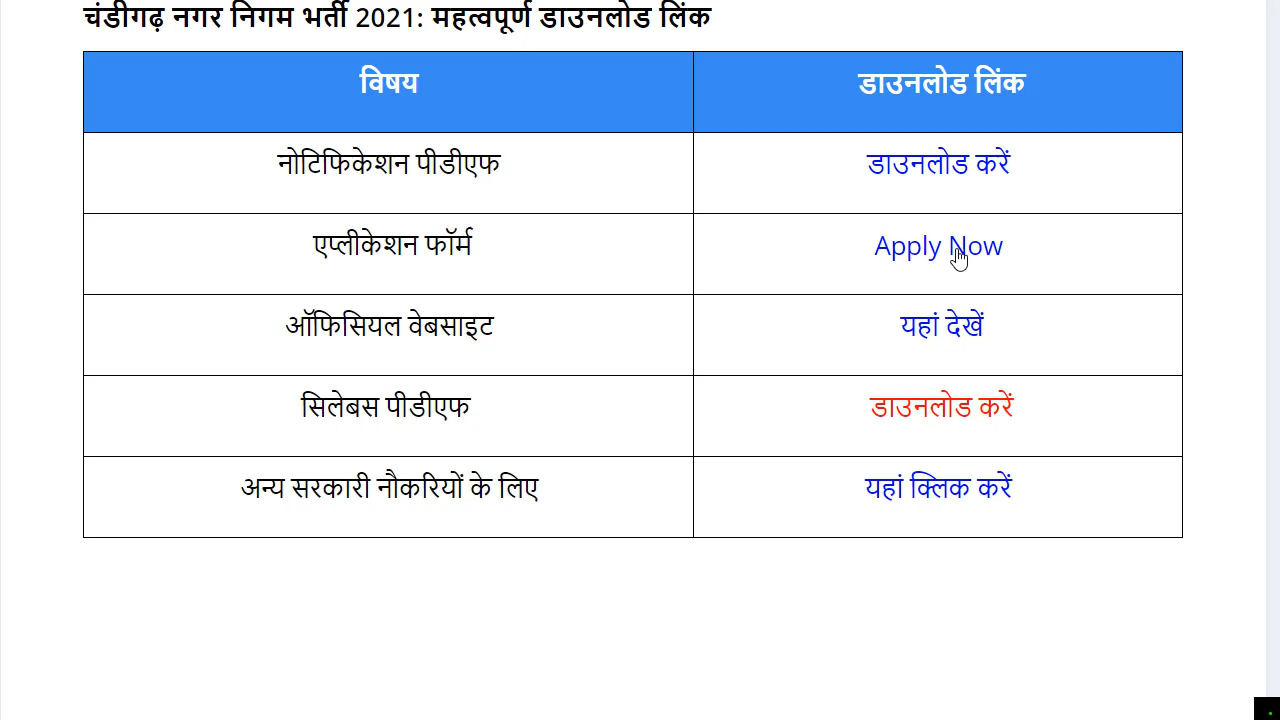 चंडीगढ़ नगर निगम भर्ती 2021: महत्वपूर्ण डाउनलोड लिंक
विषय डाउनलोड लिंक
नोटिफिकेशन पीडीएफ डाउनलोड करें
एप्लीकेशन फॉर्म Apply Now
ऑफिसियल वेबसाइट यहां देखें
सिलेबस पीडीएफ डाउनलोड करें
अन्य सरकारी नौकरियों के लिए यहां क्लिक करें